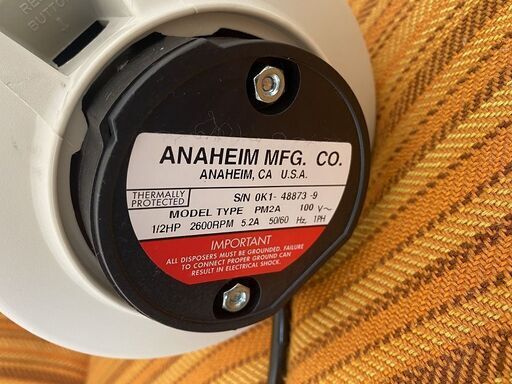 RE
BUTTO
ANAHEIM MFG. CO.
ANAHEIM, CA U.S.A.
THERMALLY
PROTECTED
S/N 0K1- 48873 -9
MODEL TYPE PM2A 100 V~
1/2HP 2600RPM 5.2A 50/60 Hz, 1PH
IMPORTANT
ALL DISPOSERS MUST BE GROUNDED. FAILURE
TO CONNECT PROPER GROUND CAN
RESULT IN ELECTRICAL SHOCK.